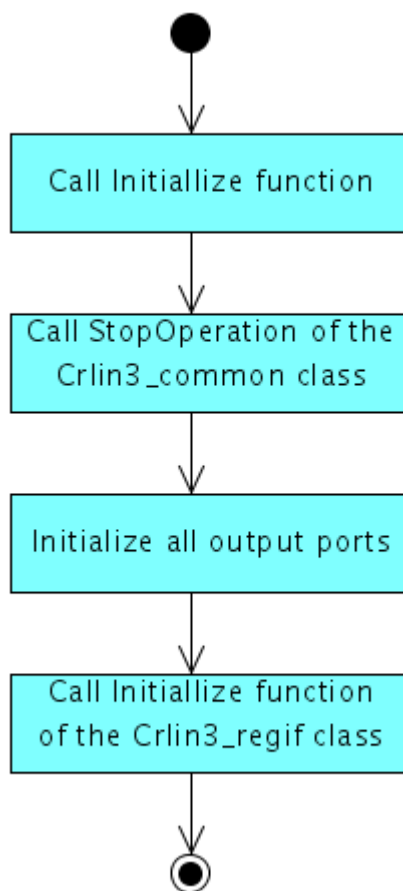 Call Initiallize function
Call StopOperation of the
Crlin3_common class
Initialize all output ports
Call Initiallize function
of the Crlin3_regif class